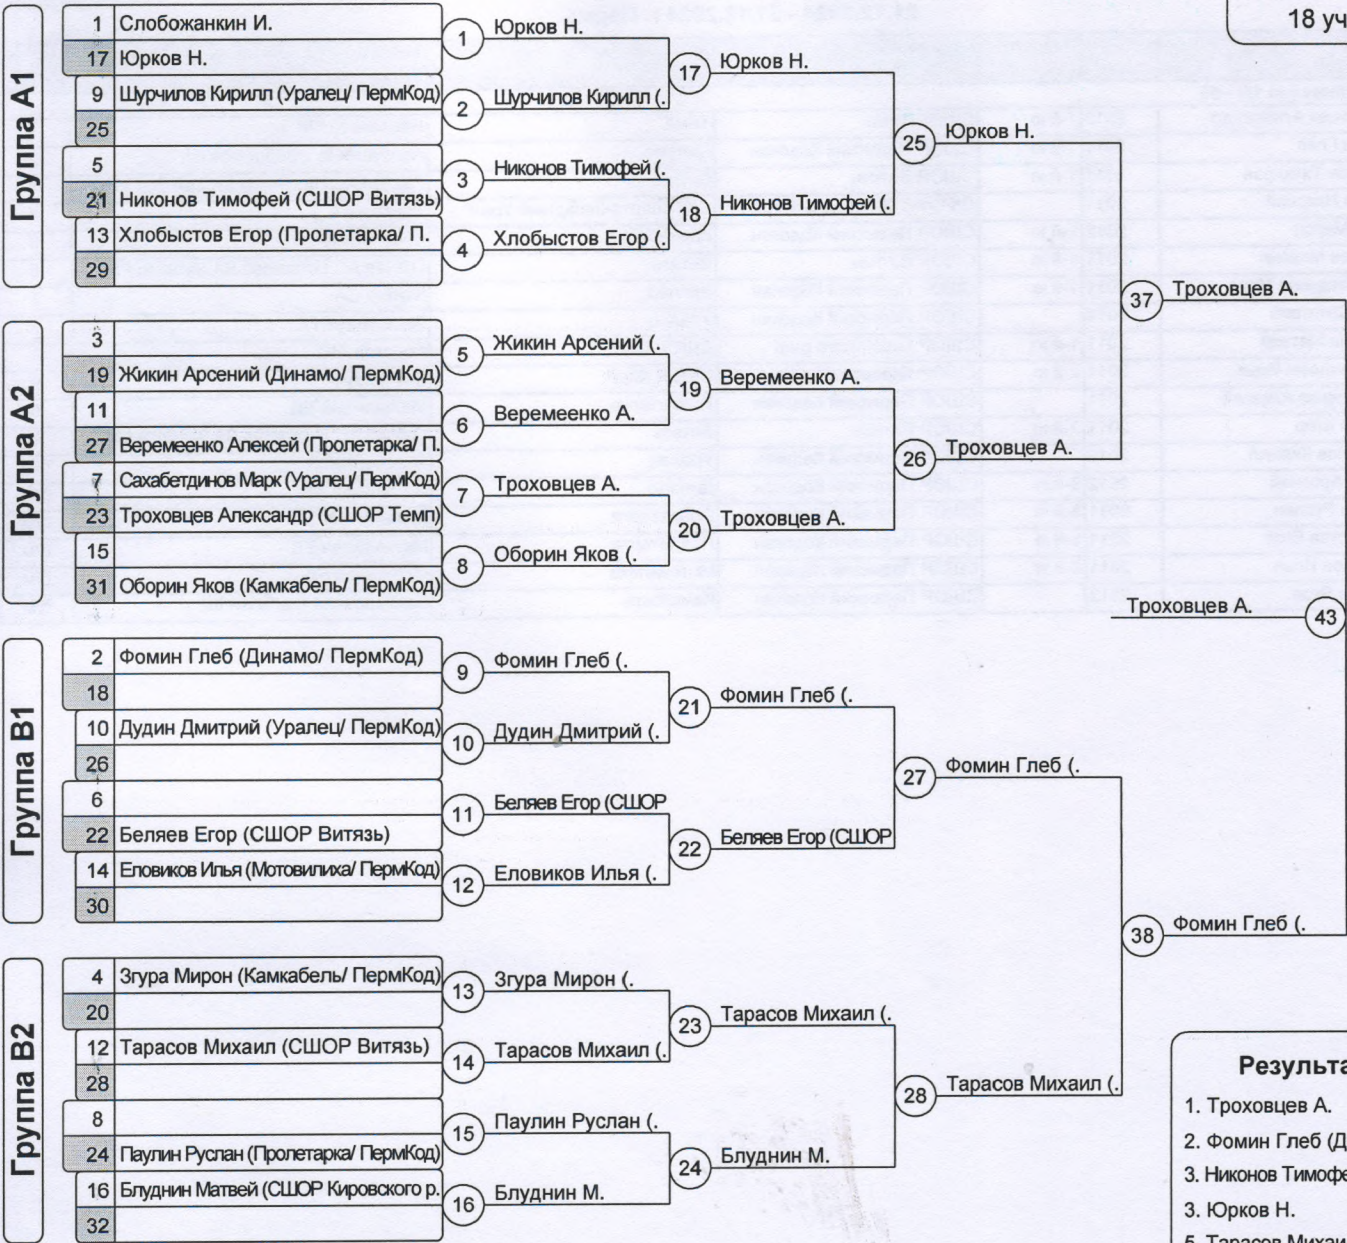 18 уч
Группа A1
1 Слобожанкин И.
17 Юрков Н.
9 Шурчилов Кирилл (Уралец/ ПермКод)
25
5
21 Никонов Тимофей (СШОР Витязь)
13 Хлобыстов Егор (Пролетарка/ П.
29
1 Юрков Н.
2 Шурчилов Кирилл (.
3 Никонов Тимофей (.
4 Хлобыстов Егор (.
17 Юрков Н.
18 Никонов Тимофей (.
25 Юрков Н.
Группа A2
3
19 Жикин Арсений (Динамо/ ПермКод)
11
27 Веремеенко Алексей (Пролетарка/ П.
7 Сахабетдинов Марк (Уралец/ ПермКод)
23 Троховцев Александр (СШОР Темп)
15
31 Оборин Яков (Камкабель/ ПермКод)
5 Жикин Арсений (.
6 Веремеенко А.
7 Троховцев А.
8 Оборин Яков (.
19 Веремеенко А.
20 Троховцев А.
26 Троховцев А.
37 Троховцев А.
Троховцев А. 43
Группа B1
2 Фомин Глеб (Динамо/ ПермКод)
18
10 Дудин Дмитрий (Уралец/ ПермКод)
26
6
22 Беляев Егор (СШОР Витязь)
14 Еловиков Илья (Мотовилиха/ ПермКод)
30
9 Фомин Глеб (.
10 Дудин Дмитрий (.
11 Беляев Егор (СШОР
12 Еловиков Илья (.
21 Фомин Глеб (.
22 Беляев Егор (СШОР
27 Фомин Глеб (.
Группа B2
4 Згура Мирон (Камкабель/ ПермКод)
20
12 Тарасов Михаил (СШОР Витязь)
28
8
24 Паулин Руслан (Пролетарка/ ПермКод)
16 Блуднин Матвей (СШОР Кировского р.
32
13 Згура Мирон (.
14 Тарасов Михаил (.
15 Паулин Руслан (.
16 Блуднин М.
23 Тарасов Михаил (.
24 Блуднин М.
28 Тарасов Михаил (.
38 Фомин Глеб (.
Результа
1. Троховцев А.
2. Фомин Глеб (Д
3. Никонов Тимофе
3. Юрков Н.
5. Тарасов Михаи